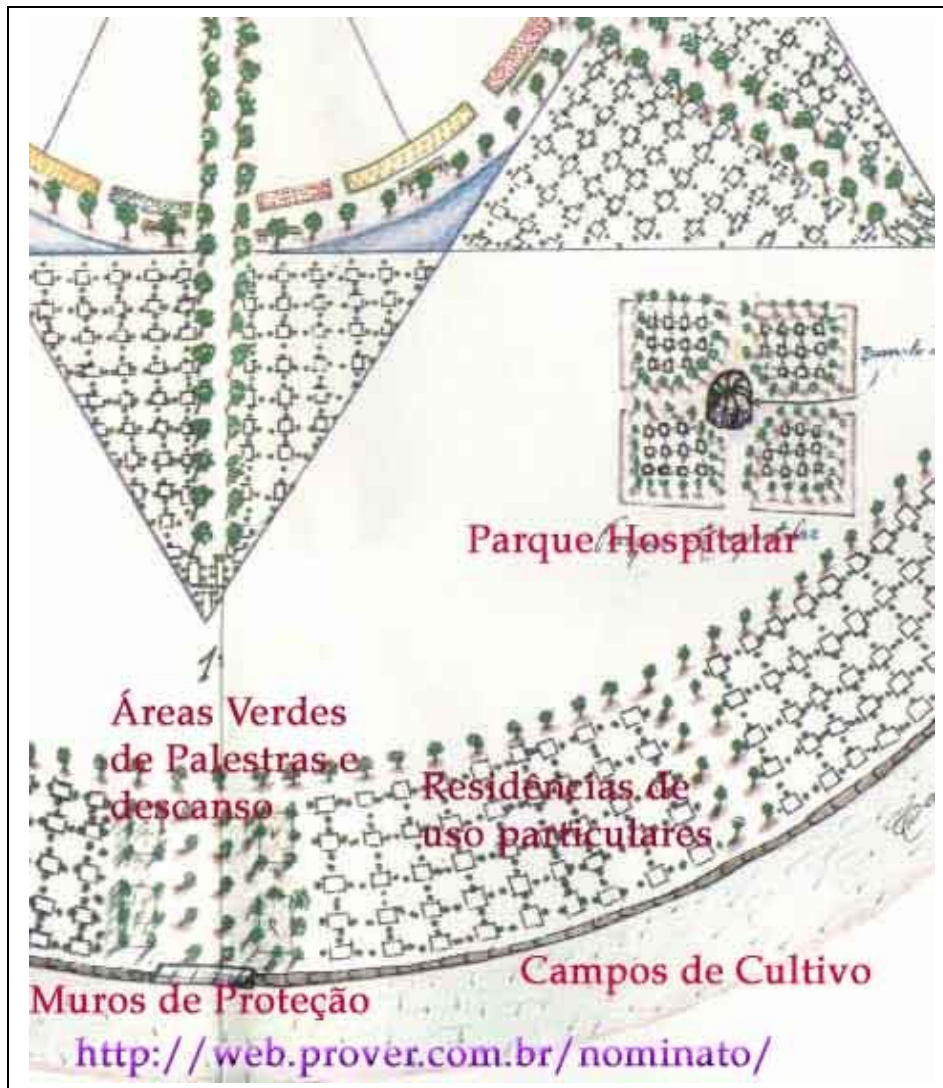 Parque Hospitalar
1
Áreas Verdes
de Palestras e
descanso
Residências de
uso particulares
Campos de Cultivo
Muros de Proteção
http://web.prover.com.br/nominato/